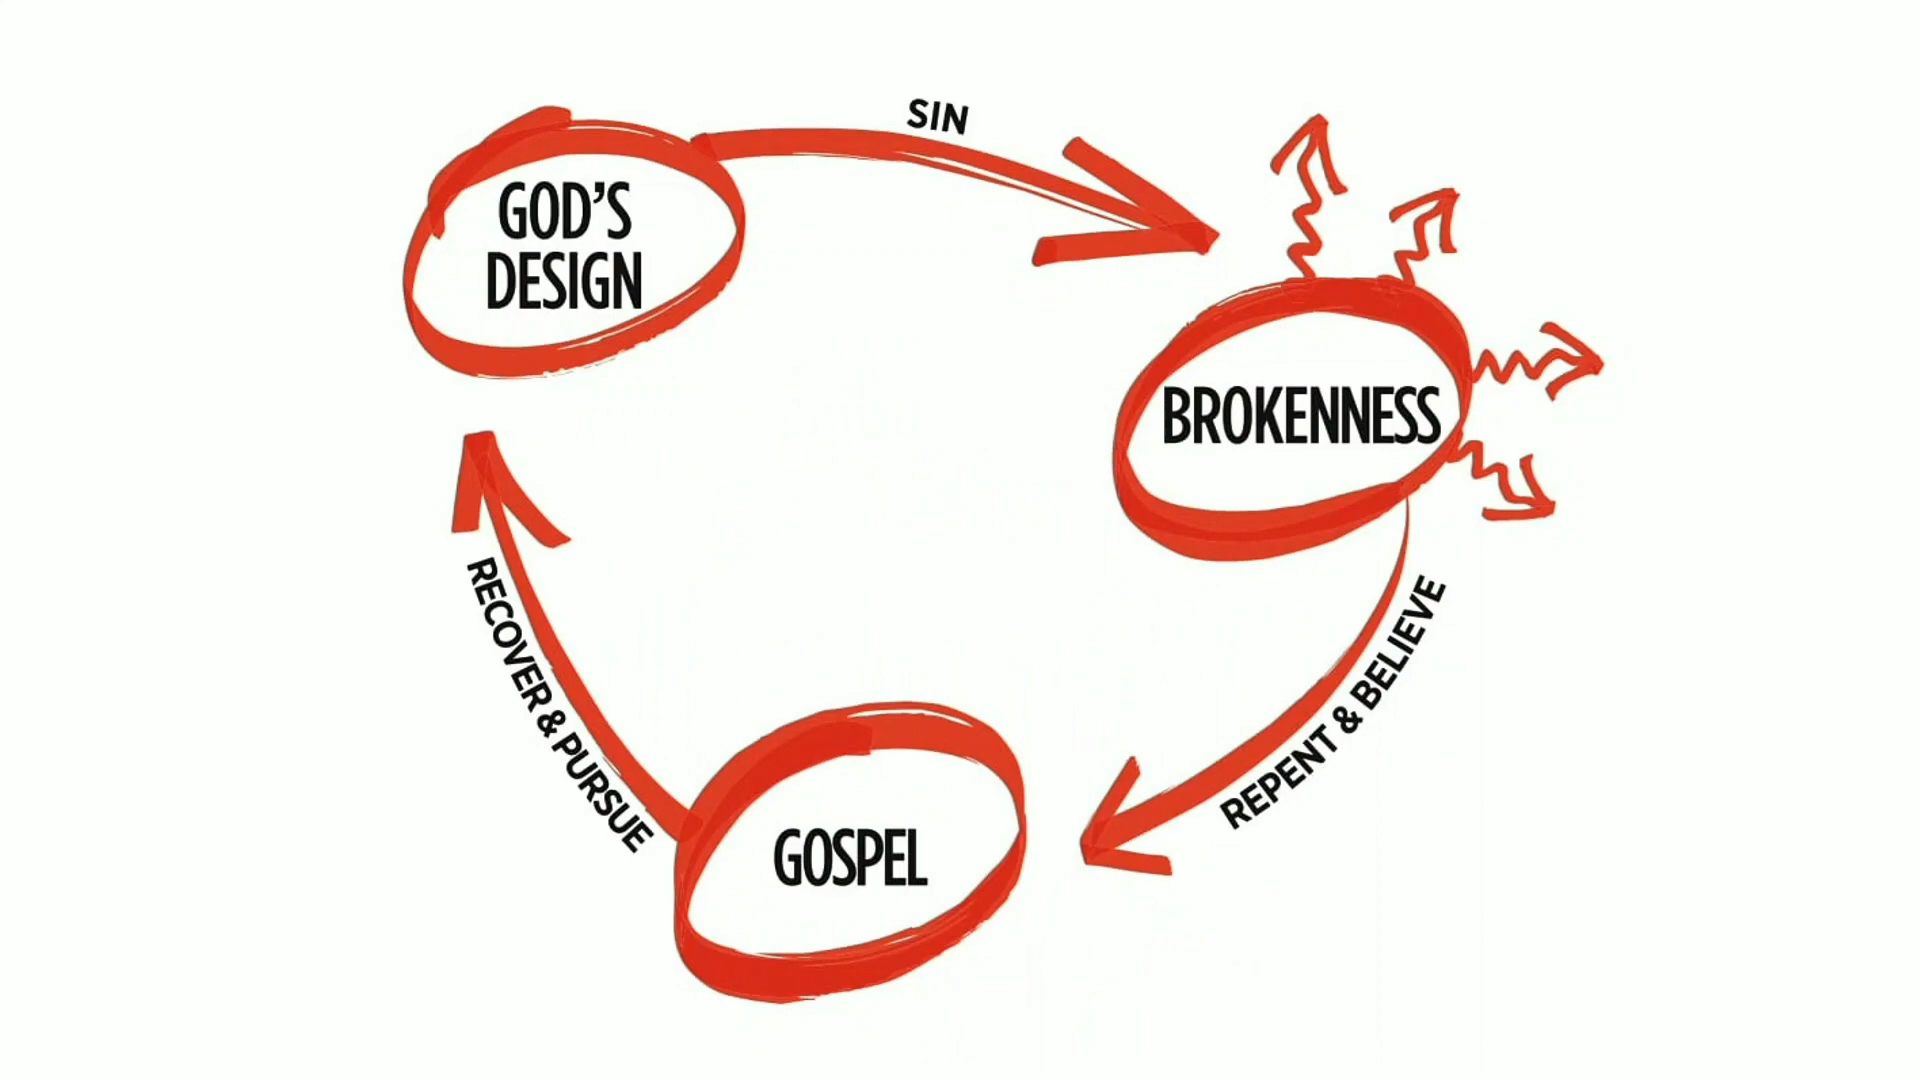 SIN
GOD'S
DESIGN
BROKENNESS
REPENT & BELIEVE
GOSPEL
RECOVER & PURSUE